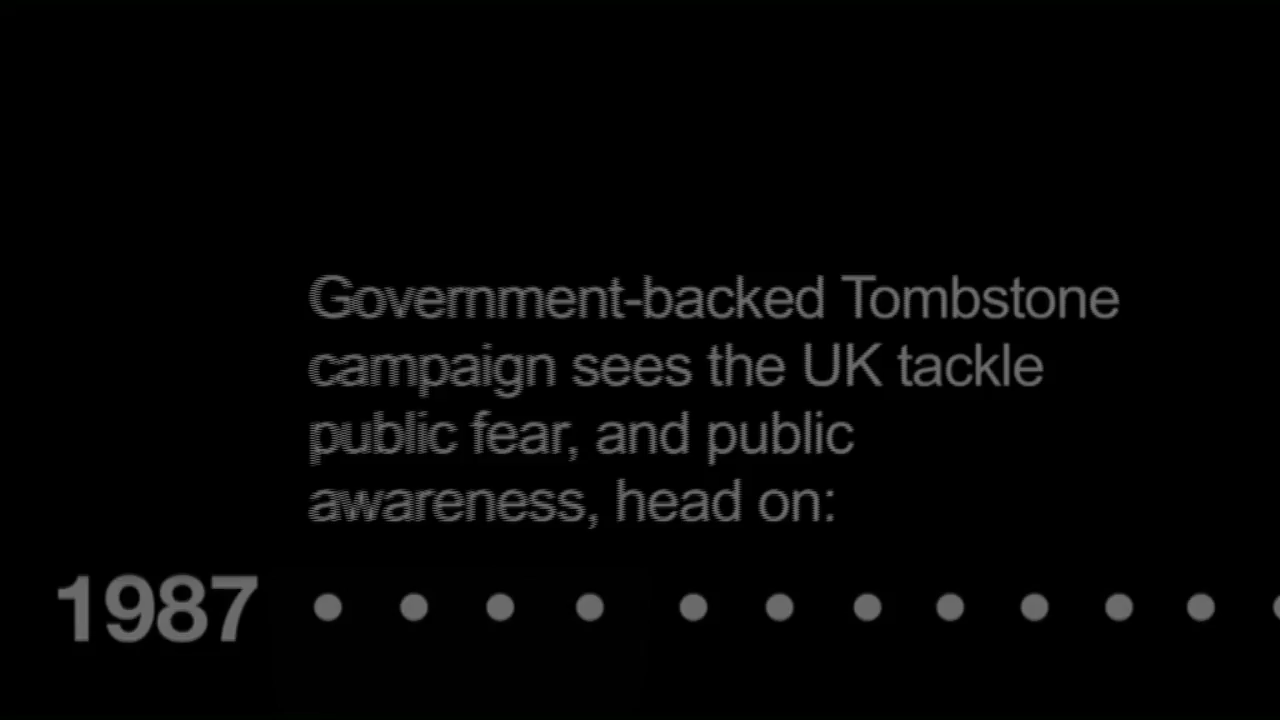 Government-backed Tombstone
campaign sees the UK tackle
public fear, and public
awareness, head on:
1987